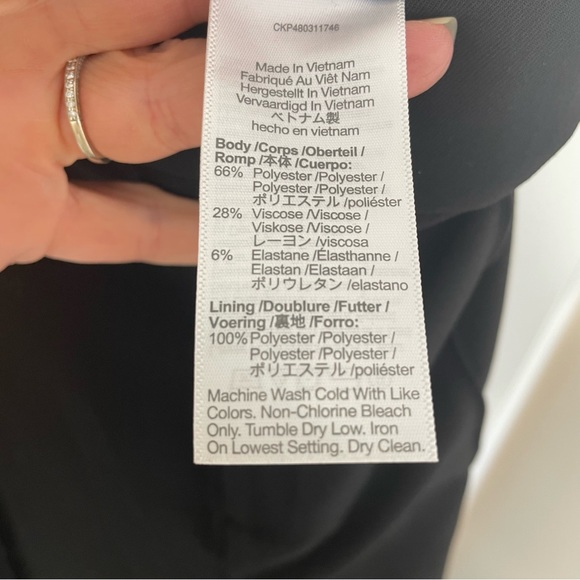 CKP480311746
Made In Vietnam
Fabriqué Au Viêt Nam
Hergestellt In Vietnam
Vervaardigd In Vietnam
ベトナム製
hecho en vietnam
Body /Corps /Oberteil /
Romp /本体 /Cuerpo:
66% Polyester /Polyester /
Polyester /Polyester /
ポリエステル /poliéster
28% Viscose /Viscose /
Viskose /Viscose /
レーヨン /viscosa
6% Elastane /Élasthanne /
Elastan /Elastaan /
ポリウレタン /elastano
Lining /Doublure /Futter /
Voering /裏地 /Forro:
100% Polyester /Polyester /
Polyester /Polyester /
ポリエステル /poliéster
Machine Wash Cold With Like
Colors. Non-Chlorine Bleach
Only. Tumble Dry Low. Iron
On Lowest Setting. Dry Clean.